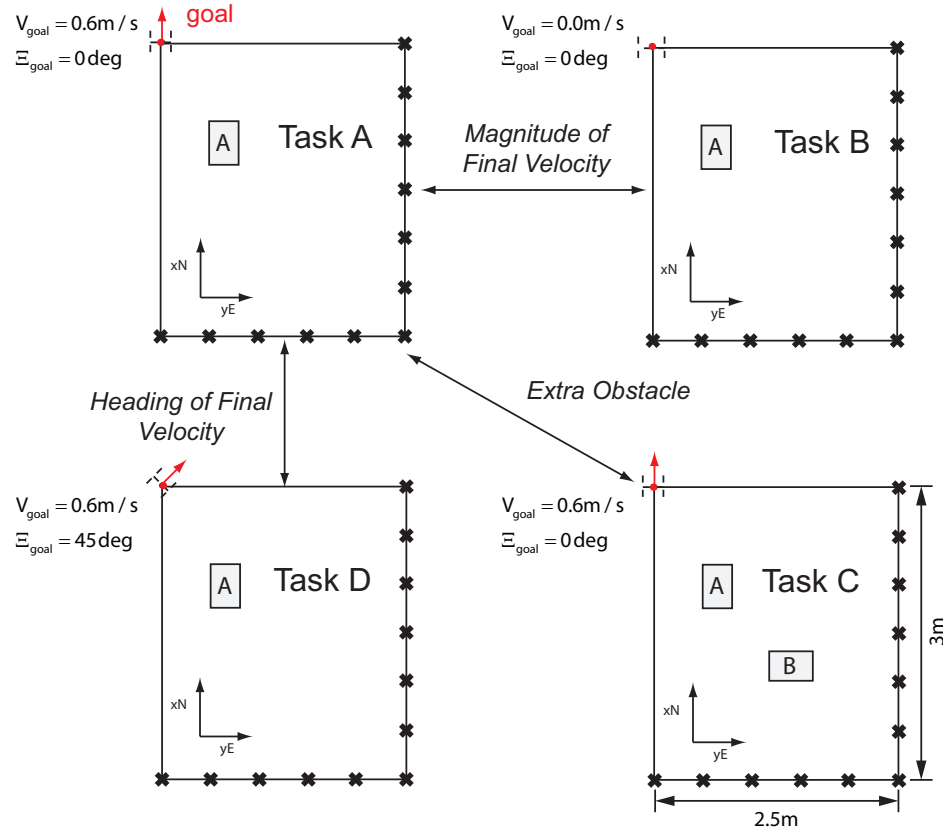 V_goal = 0.6m / s
Ξ_goal = 0deg
goal
A
Task A
xN
yE
Magnitude of
Final Velocity
V_goal = 0.0m / s
Ξ_goal = 0deg
A
Task B
xN
yE
Heading of Final
Velocity
Extra Obstacle
V_goal = 0.6m / s
Ξ_goal = 45deg
A
Task D
xN
yE
V_goal = 0.6m / s
Ξ_goal = 0deg
A
Task C
B
xN
yE
3m
2.5m